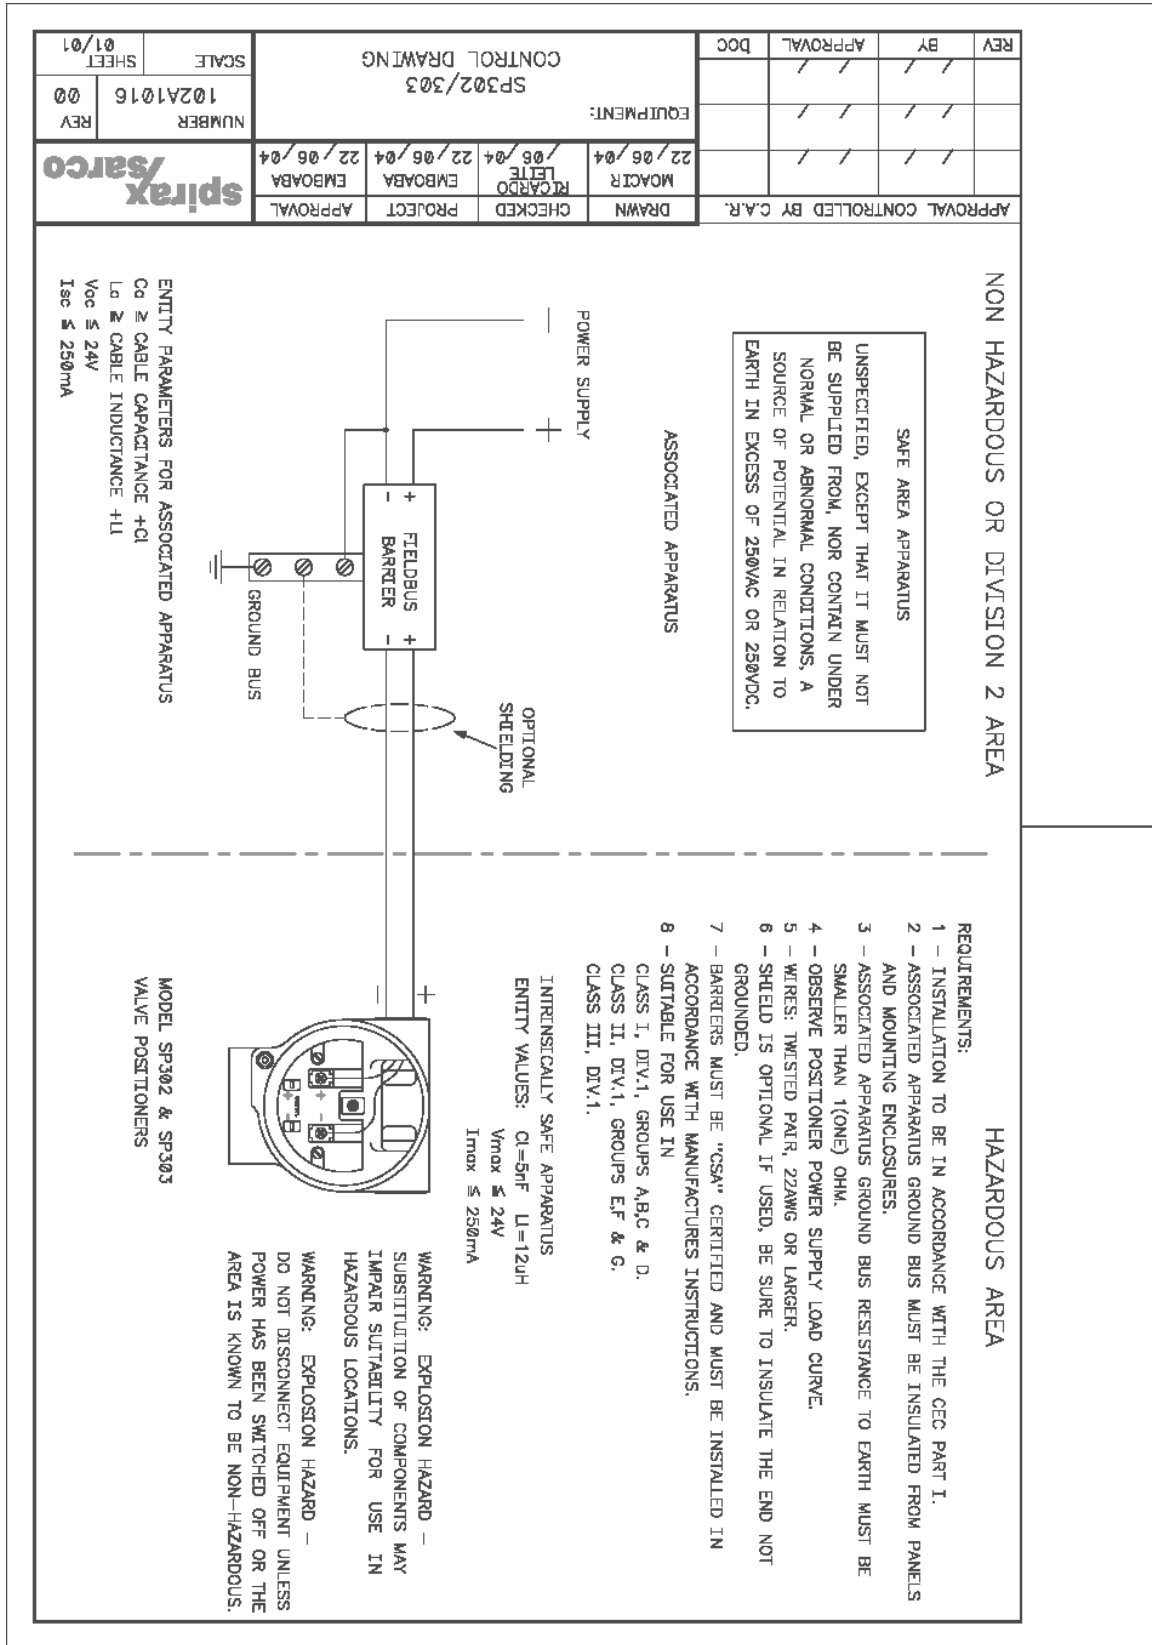 NON HAZARDOUS OR DIVISION 2 AREA
SAFE AREA APPARATUS
UNSPECIFIED, EXCEPT THAT IT MUST NOT
BE SUPPLIED FROM, NOR CONTAIN UNDER
NORMAL OR ABNORMAL CONDITIONS, A
SOURCE OF POTENTIAL IN RELATION TO
EARTH IN EXCESS OF 250VAC OR 250VDC.
ASSOCIATED APPARATUS
POWER SUPPLY
− +
+ +
FIELDBUS
BARRIER
− −
GROUND BUS
OPTIONAL
SHIELDING
ENTITY PARAMETERS FOR ASSOCIATED APPARATUS
Ca ≥ CABLE CAPACITANCE +Ci
La ≥ CABLE INDUCTANCE +Li
Voc ≤ 24V
Isc ≤ 250mA
HAZARDOUS AREA
REQUIREMENTS:
1 – INSTALLATION TO BE IN ACCORDANCE WITH THE CEC PART I.
2 – ASSOCIATED APPARATUS GROUND BUS MUST BE INSULATED FROM PANELS
AND MOUNTING ENCLOSURES.
3 – ASSOCIATED APPARATUS GROUND BUS RESISTANCE TO EARTH MUST BE
SMALLER THAN 1(ONE) OHM.
4 – OBSERVE POSITIONER POWER SUPPLY LOAD CURVE.
5 – WIRES: TWISTED PAIR, 22AWG OR LARGER.
6 – SHIELD IS OPTIONAL IF USED, BE SURE TO INSULATE THE END NOT
GROUNDED.
7 – BARRIERS MUST BE "CSA" CERTIFIED AND MUST BE INSTALLED IN
ACCORDANCE WITH MANUFACTURES INSTRUCTIONS.
8 – SUITABLE FOR USE IN
CLASS I, DIV.1, GROUPS A,B,C & D.
CLASS II, DIV.1, GROUPS E,F & G.
CLASS III, DIV.1.
INTRINSICALLY SAFE APPARATUS
ENTITY VALUES: Ci=5nF Li=12uH
Vmax ≤ 24V
Imax ≤ 250mA
− +
MODEL SP302 & SP303
VALVE POSITIONERS
WARNING: EXPLOSION HAZARD –
SUBSTITUITION OF COMPONENTS MAY
IMPAIR SUITABILITY FOR USE IN
HAZARDOUS LOCATIONS.
WARNING: EXPLOSION HAZARD –
DO NOT DISCONNECT EQUIPMENT UNLESS
POWER HAS BEEN SWITCHED OFF OR THE
AREA IS KNOWN TO BE NON-HAZARDOUS.
APPROVAL CONTROLLED BY C.A.R.
/ / / /
/ / / /
/ / / /
REV BY APPROVAL DOC
DRAWN CHECKED PROJECT APPROVAL
MOACIR
22/06/04
RICARDO
LEITE
/06/04
EMBOABA
22/06/04
EMBOABA
22/06/04
spirax
/sarco
EQUIPMENT:
SP302/303
CONTROL DRAWING
NUMBER REV
102A1016 00
SCALE SHEET
01/01